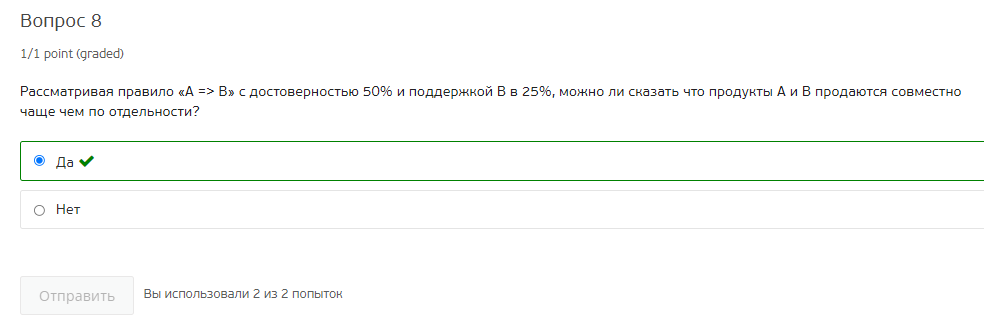 Вопрос 8
1/1 point (graded)
Рассматривая правило «A => B» с достоверностью 50% и поддержкой B в 25%, можно ли сказать что продукты A и B продаются совместно
чаще чем по отдельности?
Да
Нет
Отправить Вы использовали 2 из 2 попыток